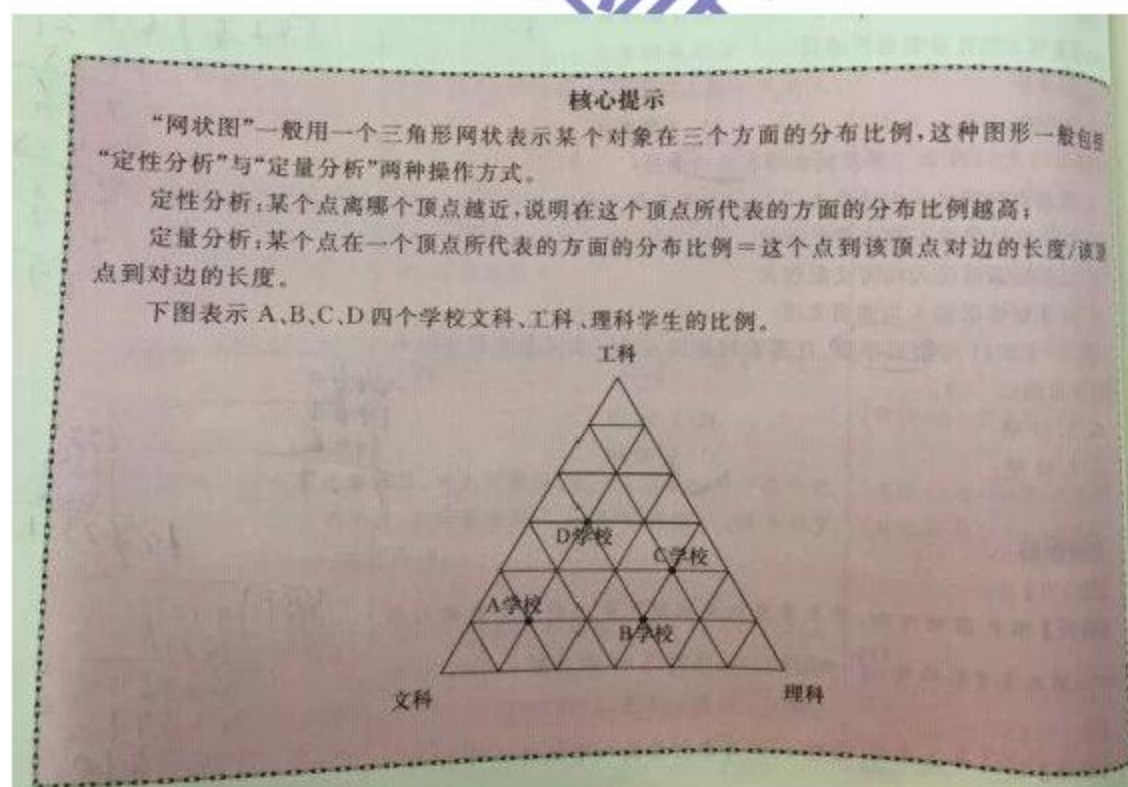 核心提示
“网状图”一般用一个三角形网状表示某个对象在三个方面的分布比例,这种图形一般包括
“定性分析”与“定量分析”两种操作方式。
定性分析:某个点离哪个顶点越近,说明在这个顶点所代表的方面的分布比例越高;
定量分析:某个点在一个顶点所代表的方面的分布比例=这个点到该顶点对边的长度/该顶
点到对边的长度。
下图表示 A、B、C、D 四个学校文科、工科、理科学生的比例。
工科
D学校
C学校
A学校
B学校
文科
理科